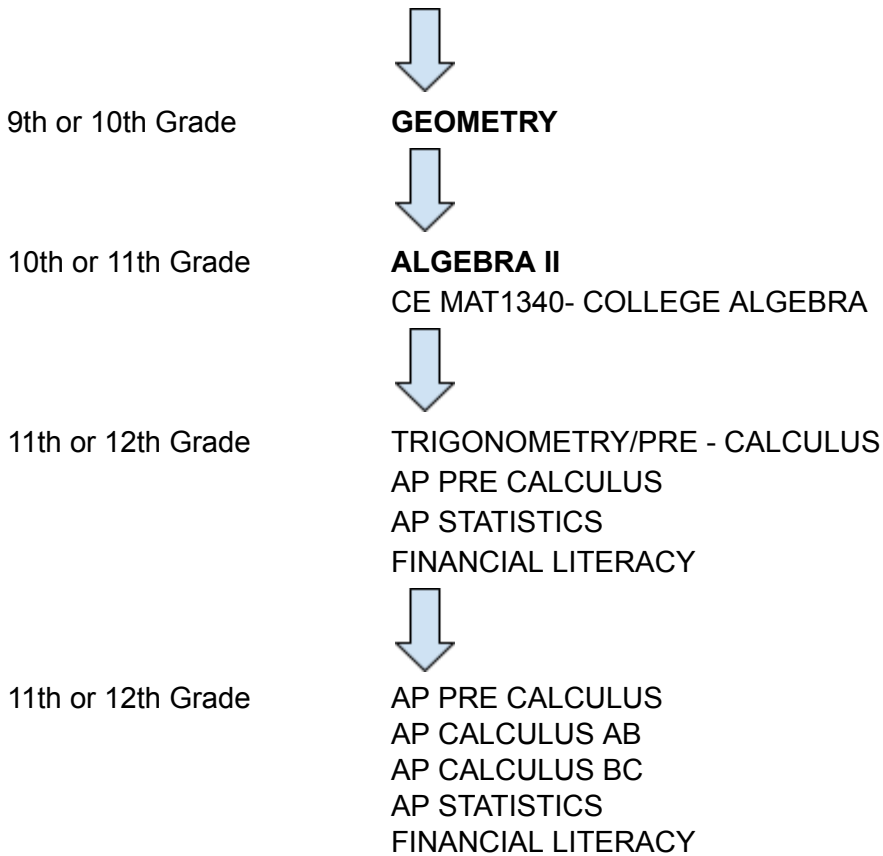 9th or 10th Grade GEOMETRY
10th or 11th Grade ALGEBRA II
CE MAT1340- COLLEGE ALGEBRA
11th or 12th Grade TRIGONOMETRY/PRE - CALCULUS
AP PRE CALCULUS
AP STATISTICS
FINANCIAL LITERACY
11th or 12th Grade AP PRE CALCULUS
AP CALCULUS AB
AP CALCULUS BC
AP STATISTICS
FINANCIAL LITERACY